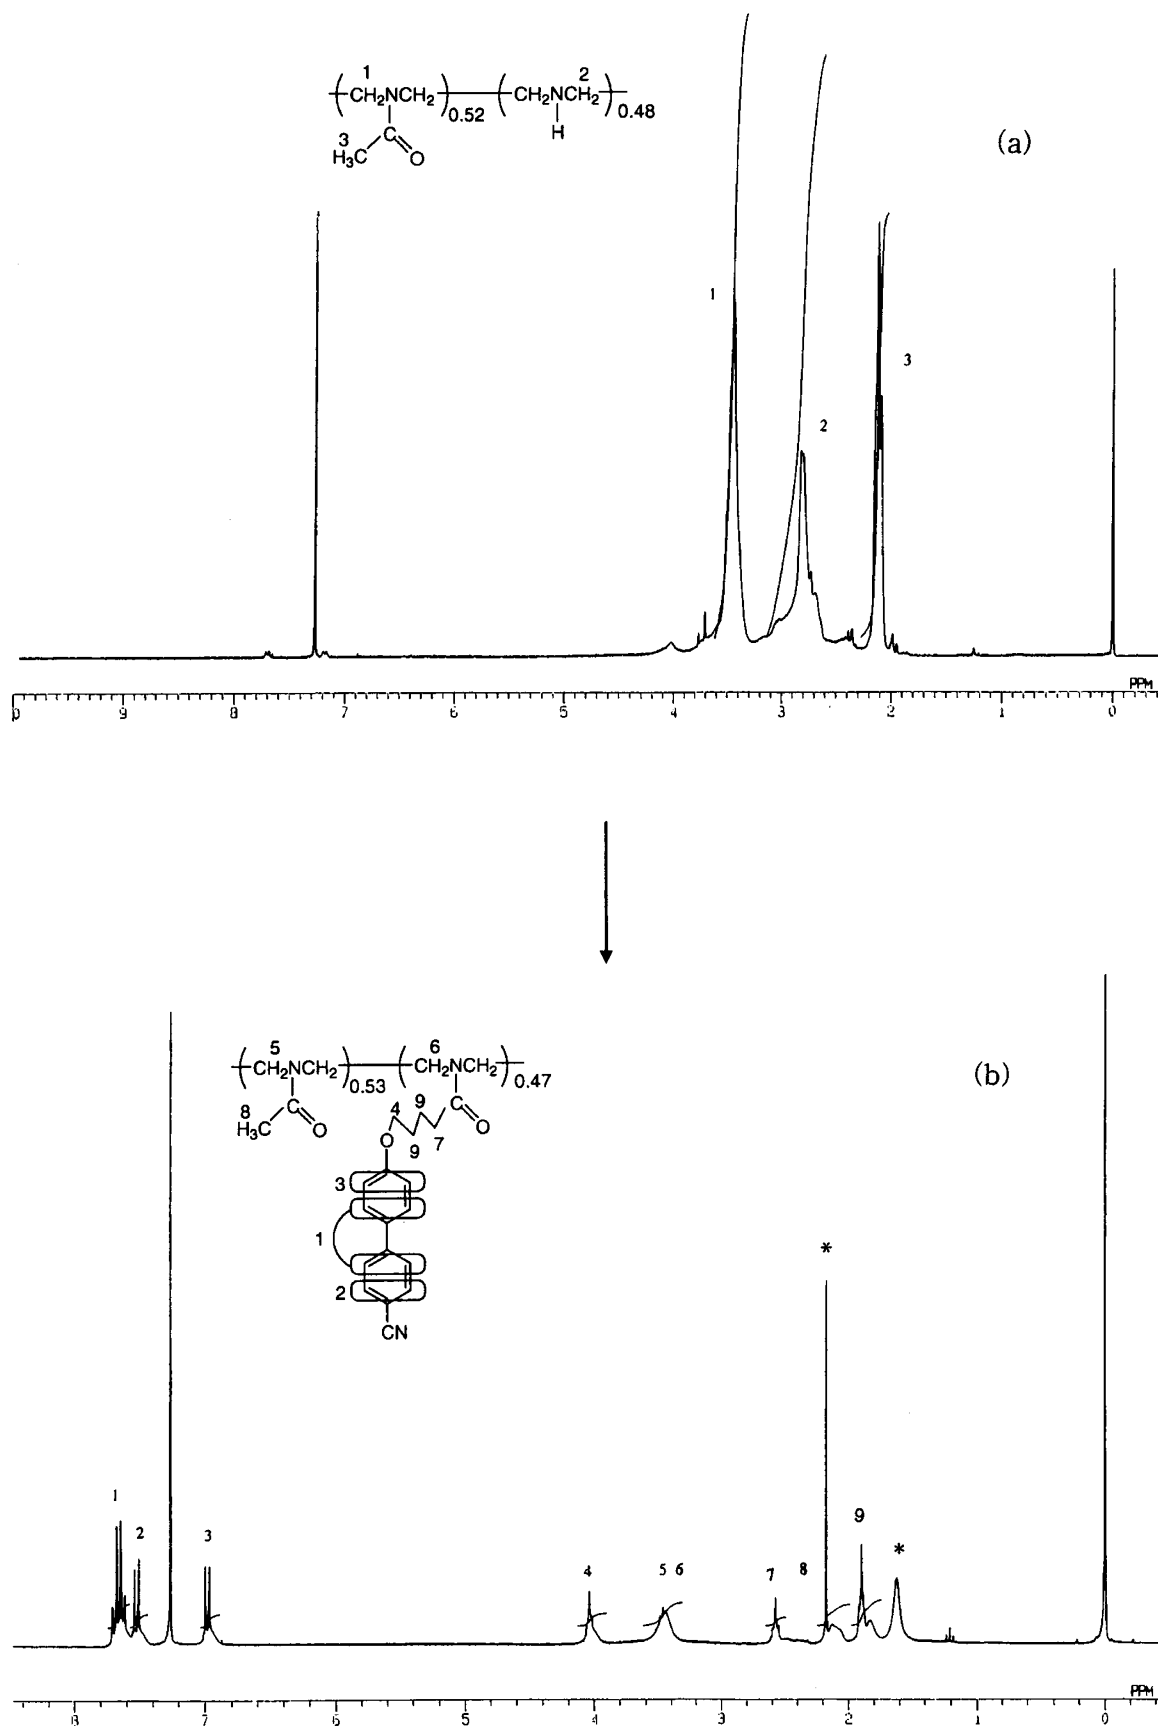 1 2
( CH2NCH2 )0.52 ( CH2NCH2 )0.48
H
3 C
H3C O
(a)
1
2
3
PPM
0 9 8 7 6 5 4 3 2 1 0
5 6
( CH2NCH2 )0.53 ( CH2NCH2 )0.47
(b)
8 C 4 9 C
H3C O O 9 7 O
3
1
2
CN
*
1 2 3 4 5 6 7 8 9 *
PPM
8 7 6 5 4 3 2 1 0